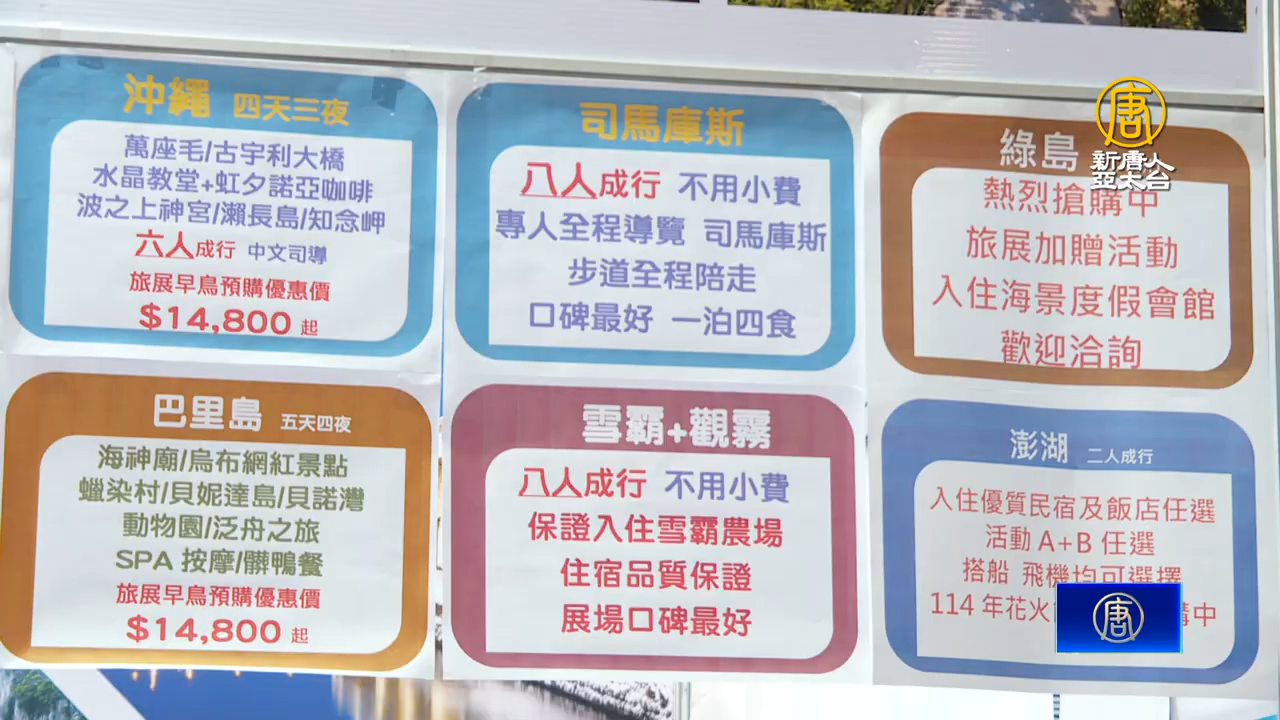 沖繩 四天三夜
萬座毛/古宇利大橋
水晶教堂+虹夕諾亞咖啡
波之上神宮/瀨長島/知念岬
六人成行 中文司導
旅展早鳥預購優惠價
$14,800 起
司馬庫斯
八人成行 不用小費
專人全程導覽 司馬庫斯
步道全程陪走
口碑最好 一泊四食
綠島
熱烈搶購中
旅展加贈活動
入住海景度假會館
歡迎洽詢
巴里島 五天四夜
海神廟/烏布網紅景點
蠟染村/貝妮達島/貝諾灣
動物園/泛舟之旅
SPA 按摩/髒鴨餐
旅展早鳥預購優惠價
$14,800 起
雪霸+觀霧
八人成行 不用小費
保證入住雪霸農場
住宿品質保證
展場口碑最好
澎湖 二人成行
入住優質民宿及飯店任選
活動 A+B 任選
搭船 飛機均可選擇
114 年花火 購中
唐
新唐人
亞太台
唐